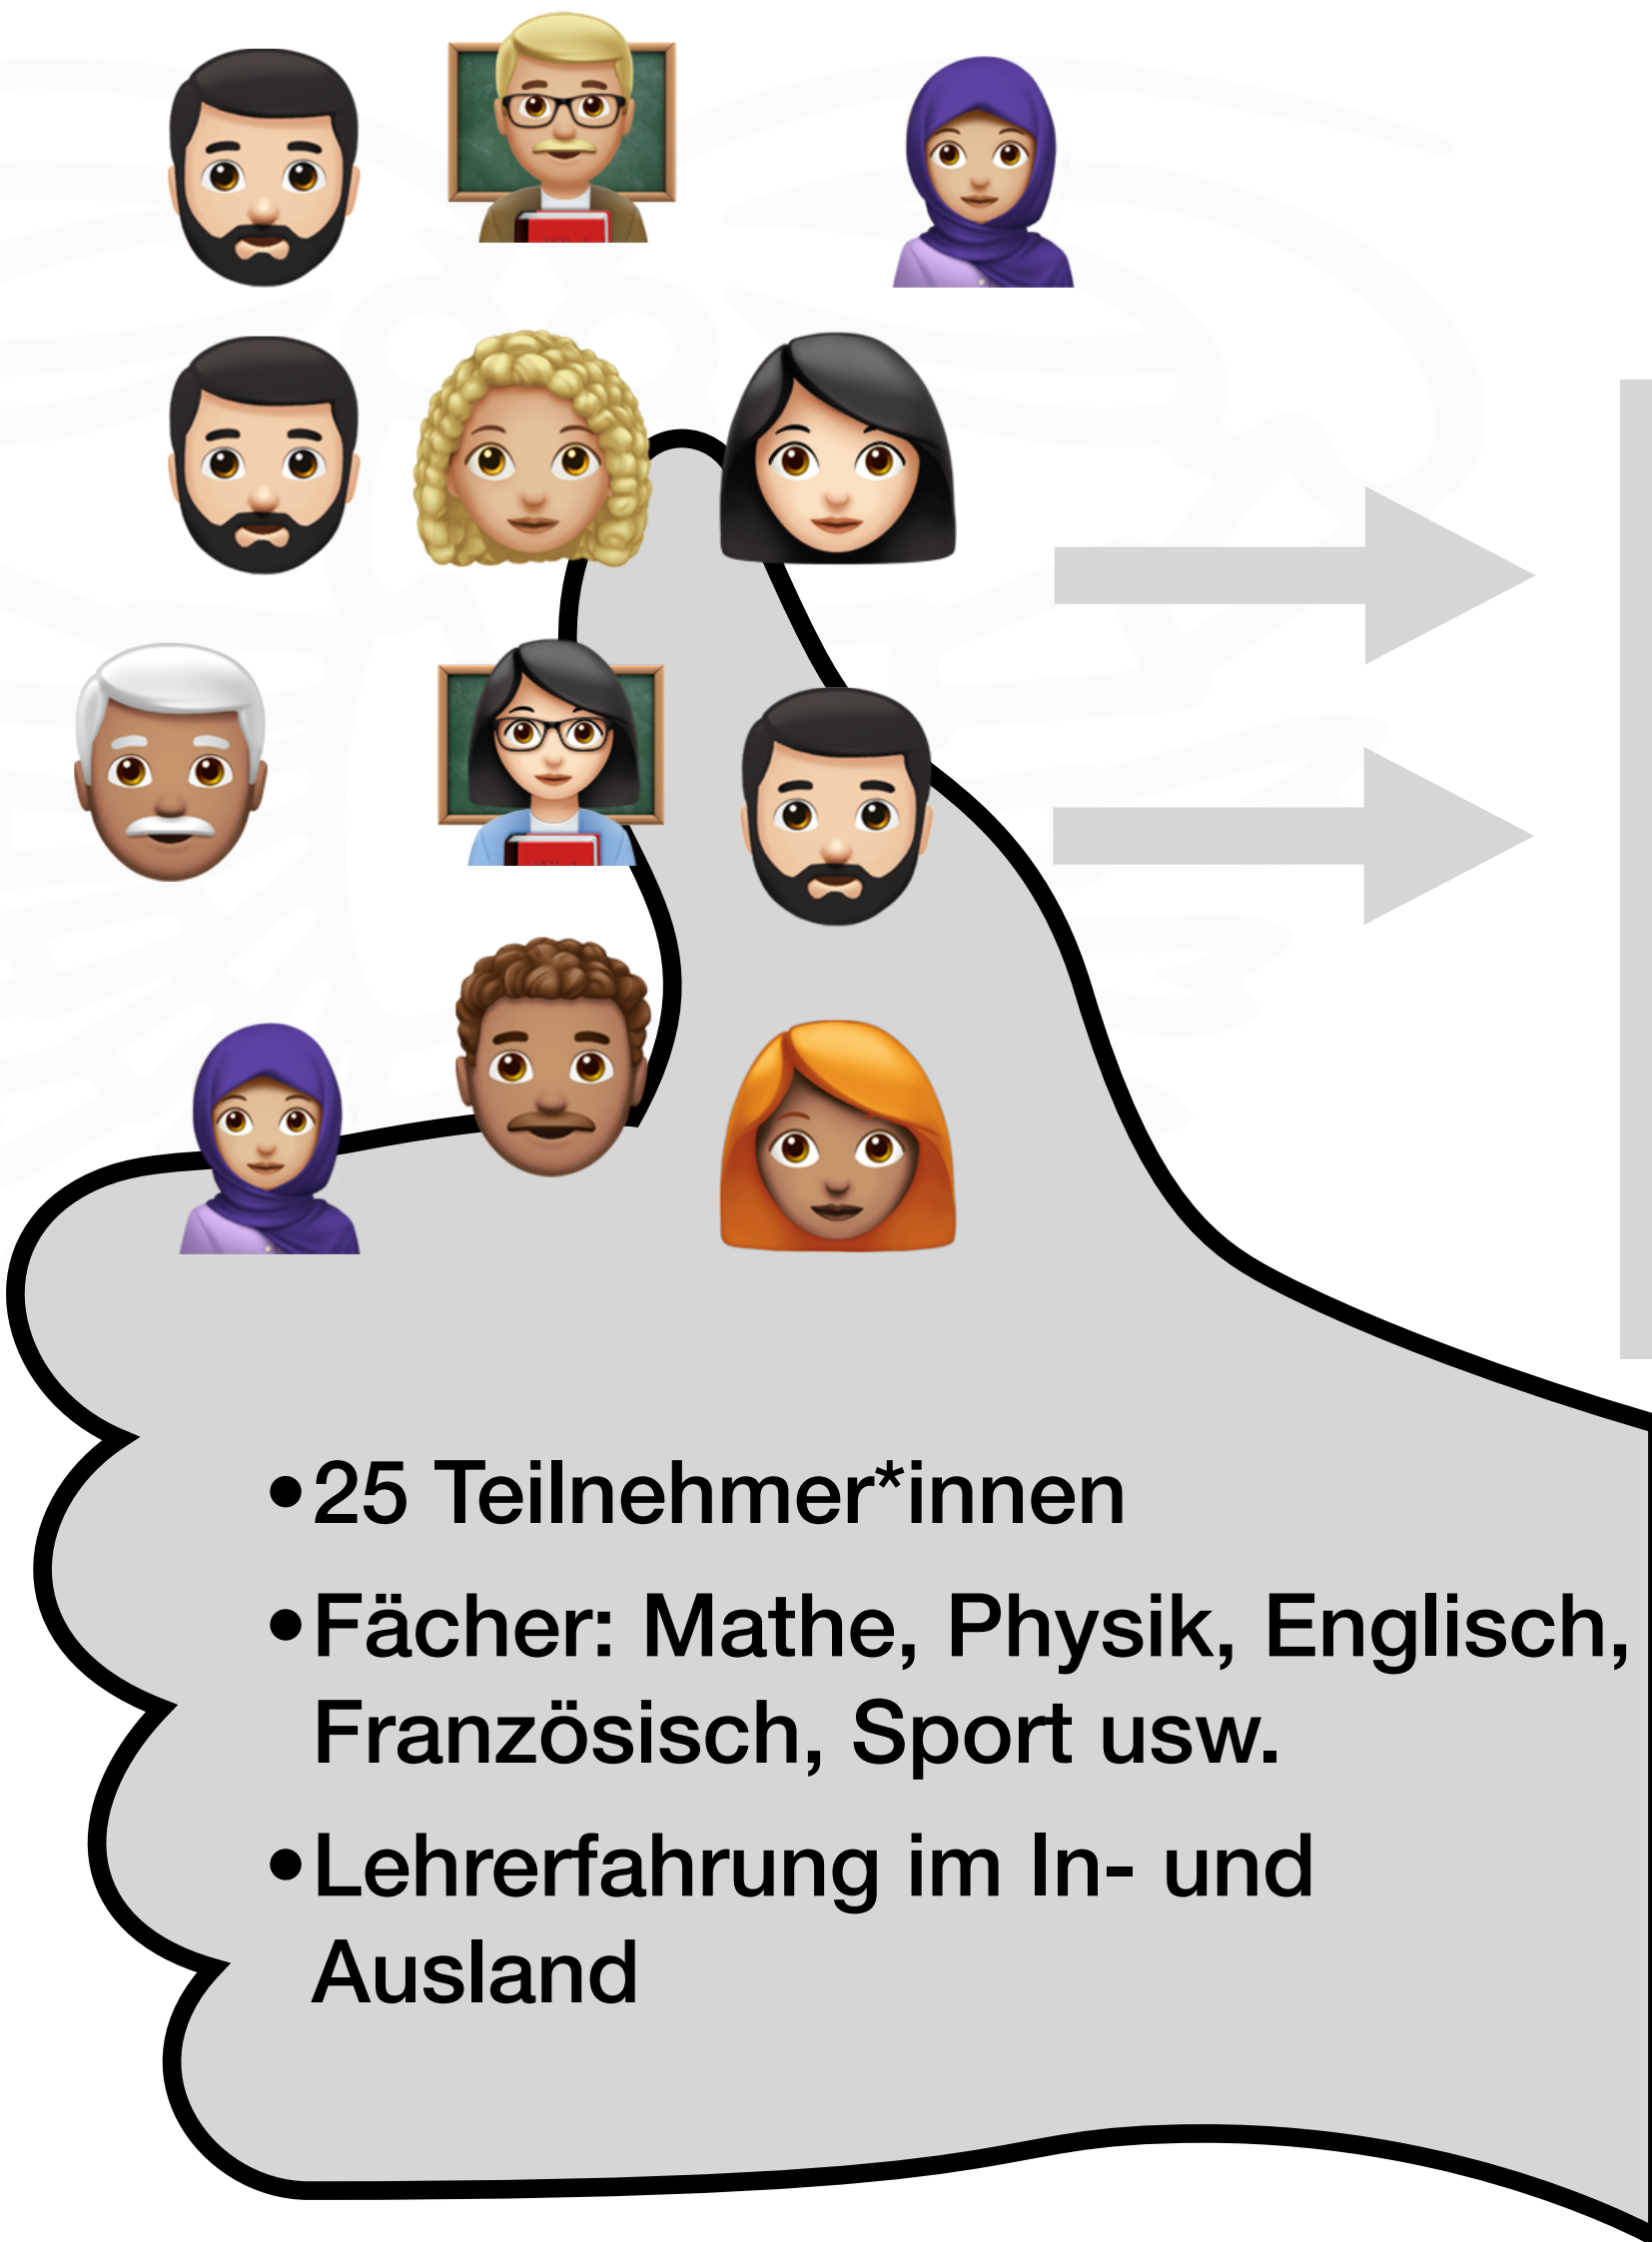 •25 Teilnehmer*innen
•Fächer: Mathe, Physik, Englisch,
Französisch, Sport usw.
•Lehrerfahrung im In- und
Ausland